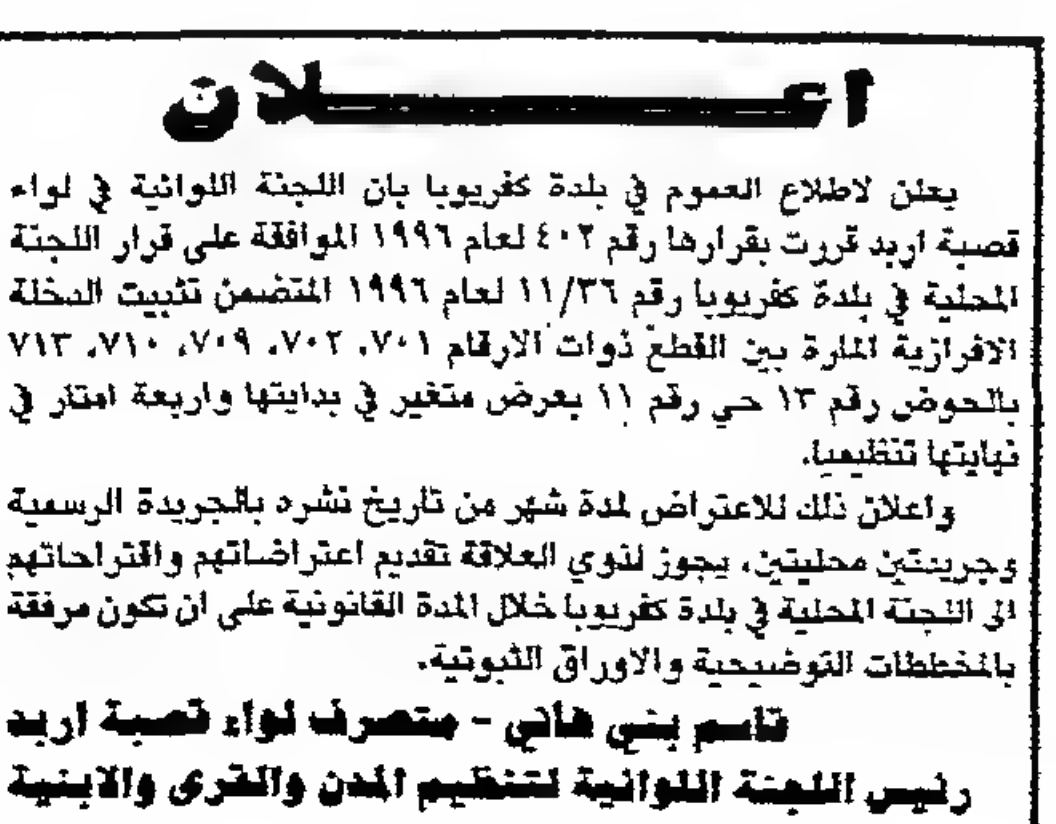 اعلان
يعلن لاطلاع العموم في بلدة كفريوبا بان اللجنة اللوائية في لواء
قصبة اربد قررت بقرارها رقم ٤٠٢ لعام ١٩٩٦ الموافقة على قرار اللجنة
المحلية في بلدة كفريوبا رقم ١١/٣٦ لعام ١٩٩٦ المتضمن تثبيت الدخلة
الافرازية المارة بين القطع ذوات الارقام ٧٠١، ٧٠٢، ٧٠٩، ٧١٠، ٧١٣
بالحوض رقم ١٣ حي رقم ١١ بعرض متغير في بدايتها واربعة امتار في
نهايتها تنظيميا.
واعلان ذلك للاعتراض لمدة شهر من تاريخ نشره بالجريدة الرسمية
وجريدتين محليتين، يجوز لذوي العلاقة تقديم اعتراضاتهم واقتراحاتهم
الى اللجنة المحلية في بلدة كفريوبا خلال المدة القانونية على ان تكون مرفقة
بالمخططات التوضيحية والاوراق الثبوتية.
قاسم بني هاني - متصرف لواء قصبة اربد
رئيس اللجنة اللوائية لتنظيم المدن والقرى والابنية